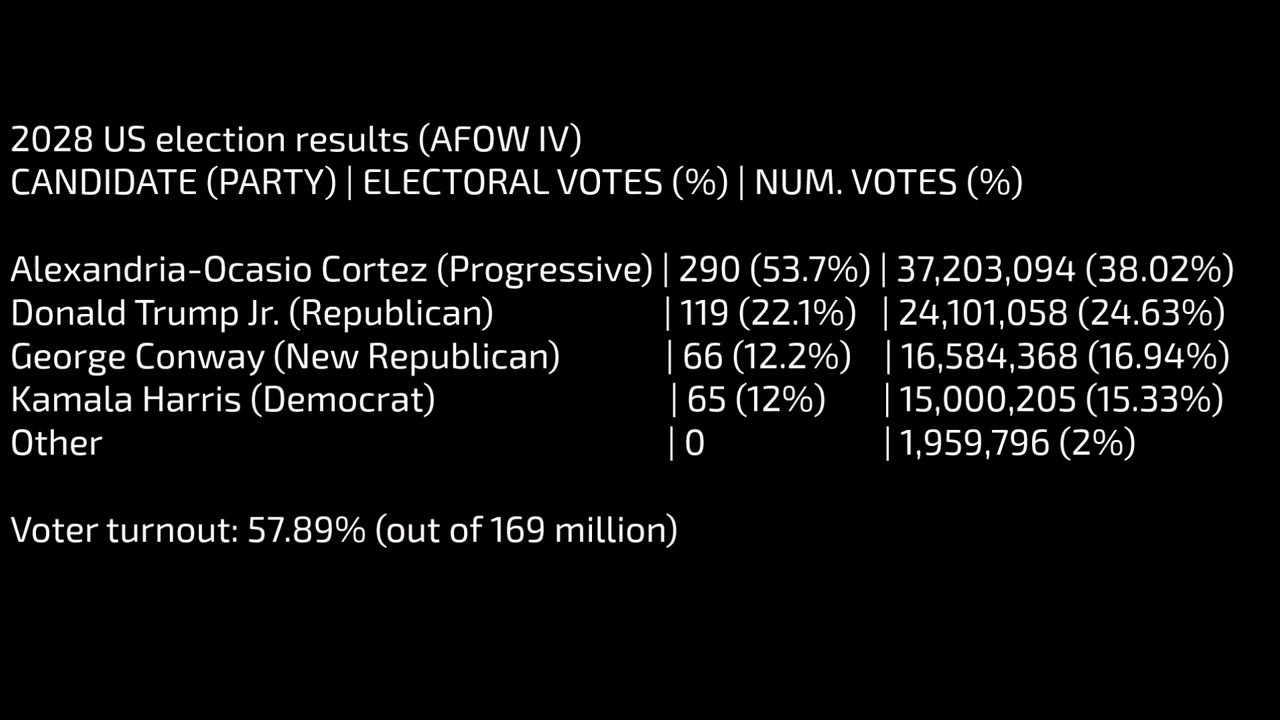 2028 US election results (AFOW IV)
CANDIDATE (PARTY) | ELECTORAL VOTES (%) | NUM. VOTES (%)
Alexandria-Ocasio Cortez (Progressive) | 290 (53.7%) | 37,203,094 (38.02%)
Donald Trump Jr. (Republican) | 119 (22.1%) | 24,101,058 (24.63%)
George Conway (New Republican) | 66 (12.2%) | 16,584,368 (16.94%)
Kamala Harris (Democrat) | 65 (12%) | 15,000,205 (15.33%)
Other | 0 | 1,959,796 (2%)
Voter turnout: 57.89% (out of 169 million)